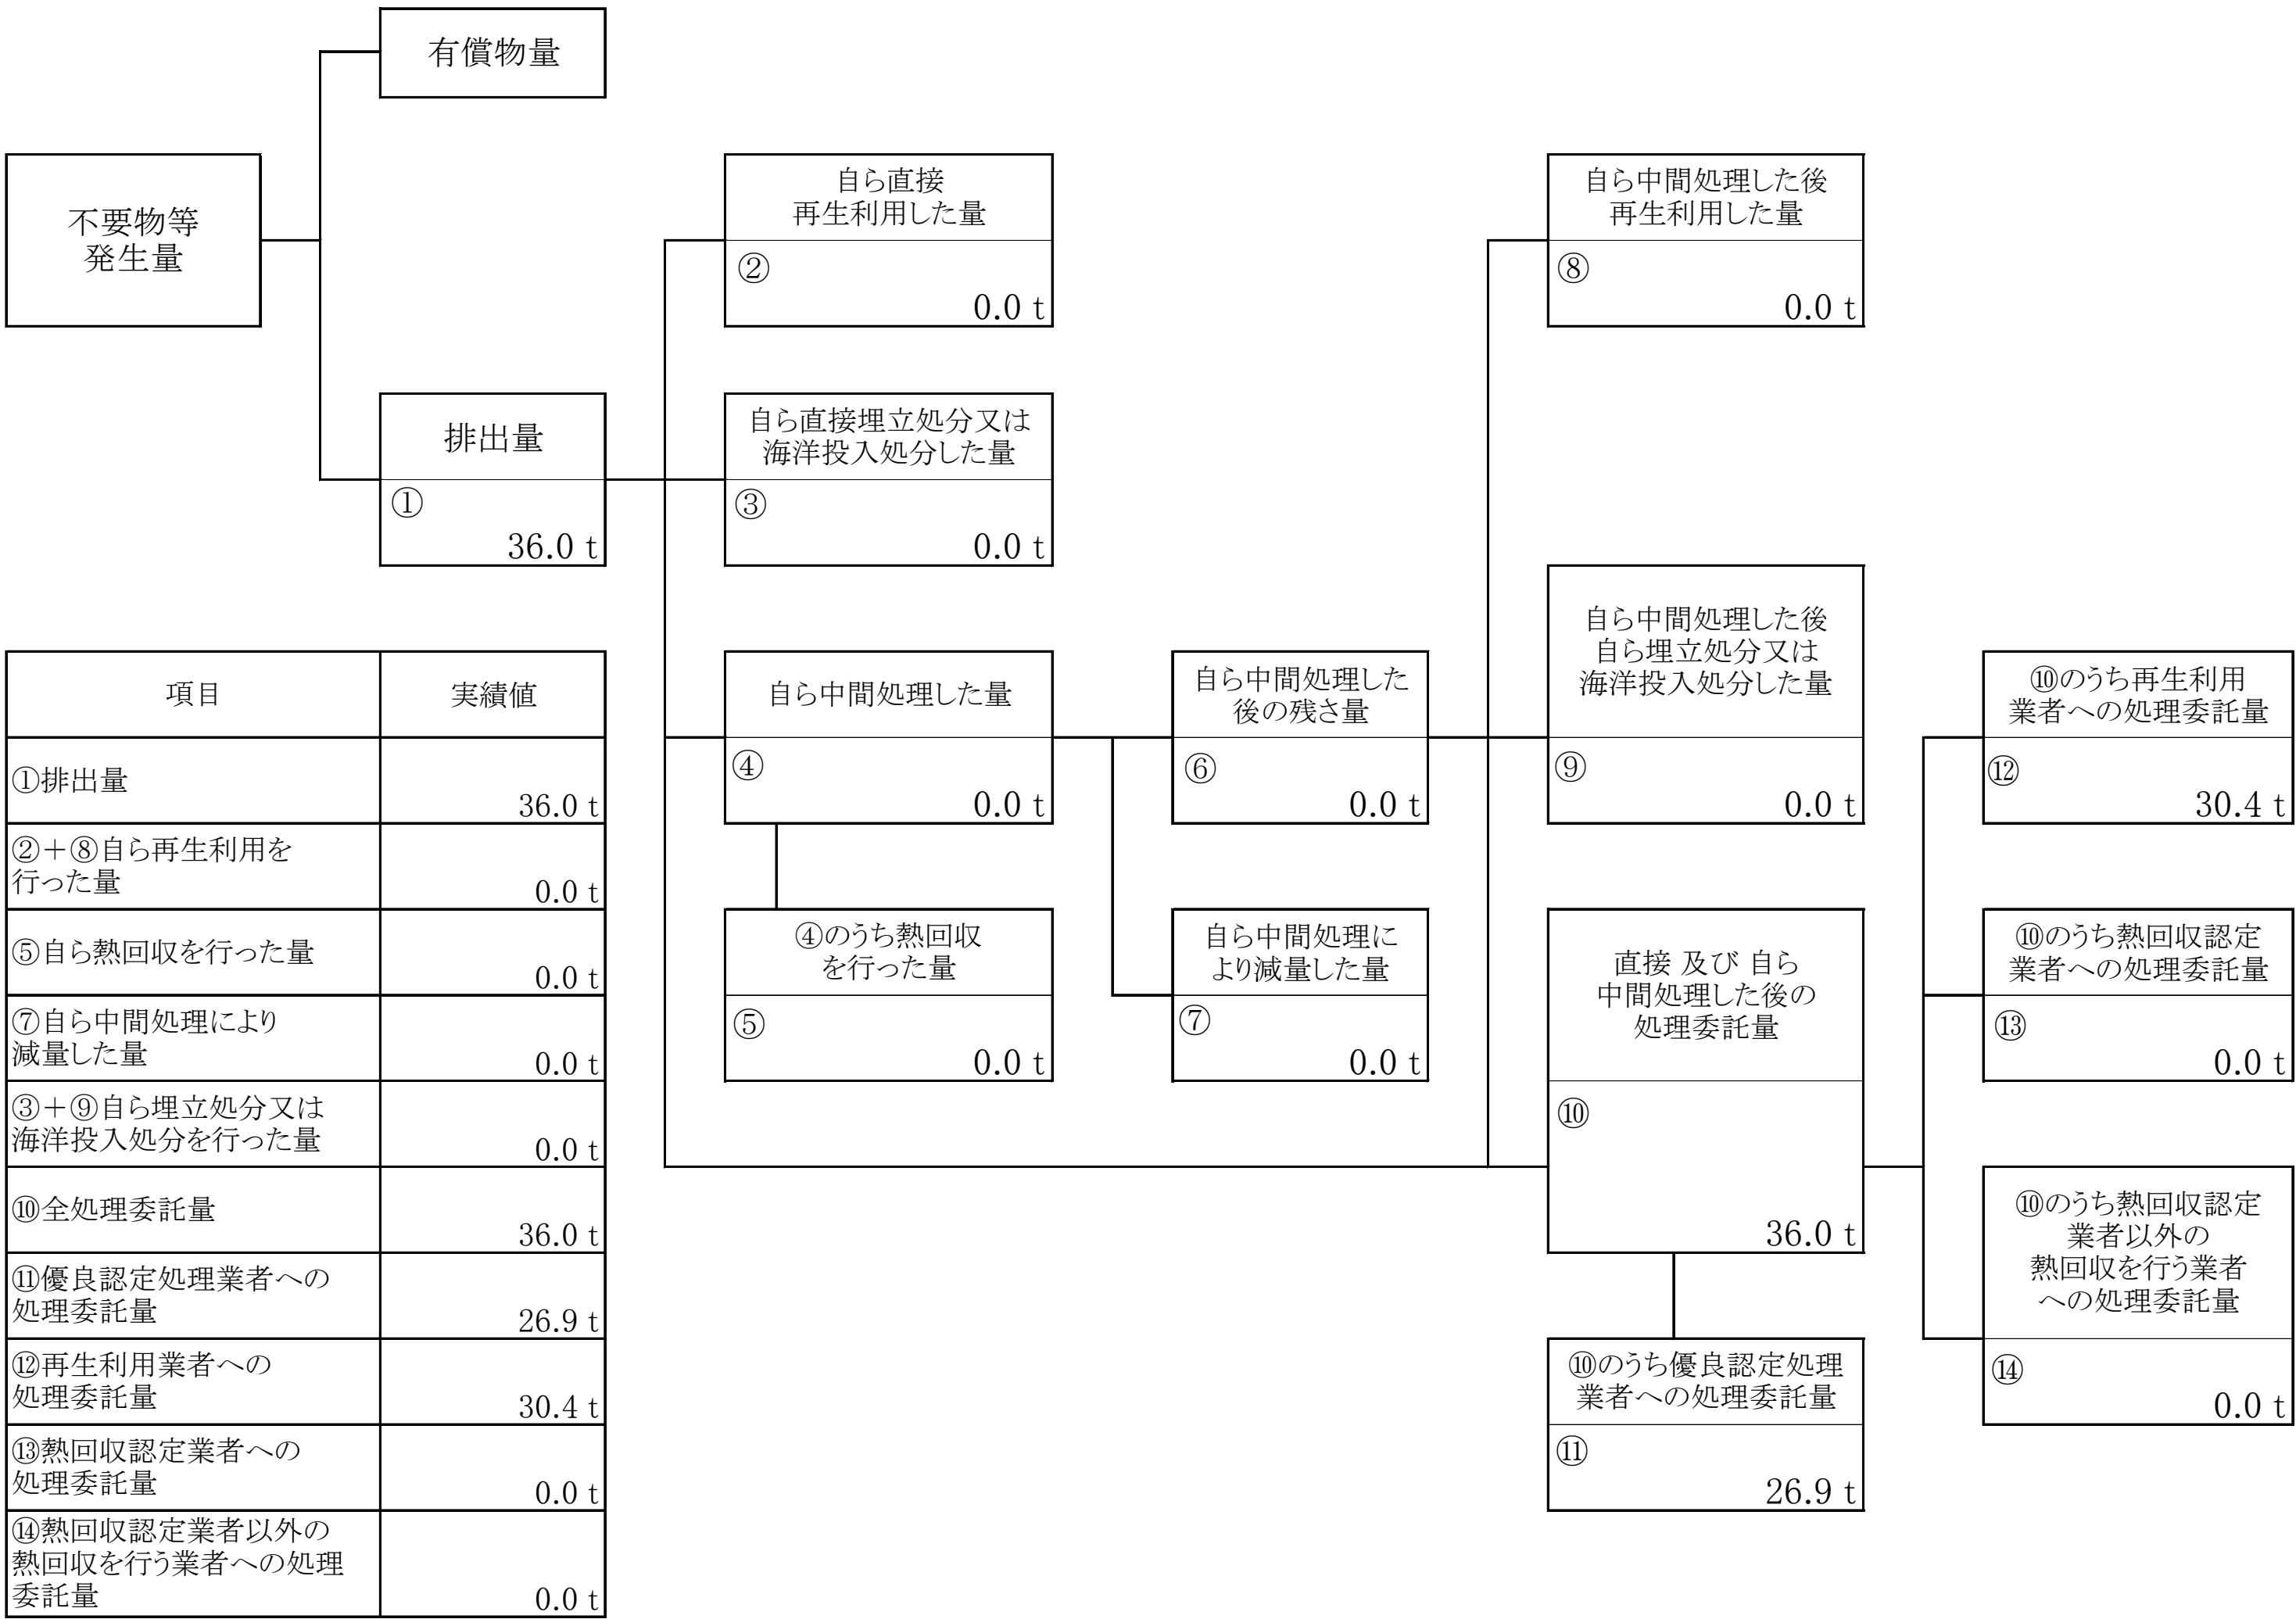 有償物量
不要物等
発生量
自ら直接
再生利用した量
②
0.0 t
自ら中間処理した後
再生利用した量
⑧
0.0 t
排出量
①
36.0 t
自ら直接埋立処分又は
海洋投入処分した量
③
0.0 t
自ら中間処理した量
④
0.0 t
自ら中間処理した
後の残さ量
⑥
0.0 t
自ら中間処理した後
自ら埋立処分又は
海洋投入処分した量
⑨
0.0 t
⑩のうち再生利用
業者への処理委託量
⑫
30.4 t
④のうち熱回収
を行った量
⑤
0.0 t
自ら中間処理に
より減量した量
⑦
0.0 t
直接 及び 自ら
中間処理した後の
処理委託量
⑩
36.0 t
⑩のうち熱回収認定
業者への処理委託量
⑬
0.0 t
⑩のうち熱回収認定
業者以外の
熱回収を行う業者
への処理委託量
⑭
0.0 t
⑩のうち優良認定処理
業者への処理委託量
⑪
26.9 t
項目
実績値
①排出量
36.0 t
②+⑧自ら再生利用を
行った量
0.0 t
⑤自ら熱回収を行った量
0.0 t
⑦自ら中間処理により
減量した量
0.0 t
③+⑨自ら埋立処分又は
海洋投入処分を行った量
0.0 t
⑩全処理委託量
36.0 t
⑪優良認定処理業者への
処理委託量
26.9 t
⑫再生利用業者への
処理委託量
30.4 t
⑬熱回収認定業者への
処理委託量
0.0 t
⑭熱回収認定業者以外の
熱回収を行う業者への処理
委託量
0.0 t